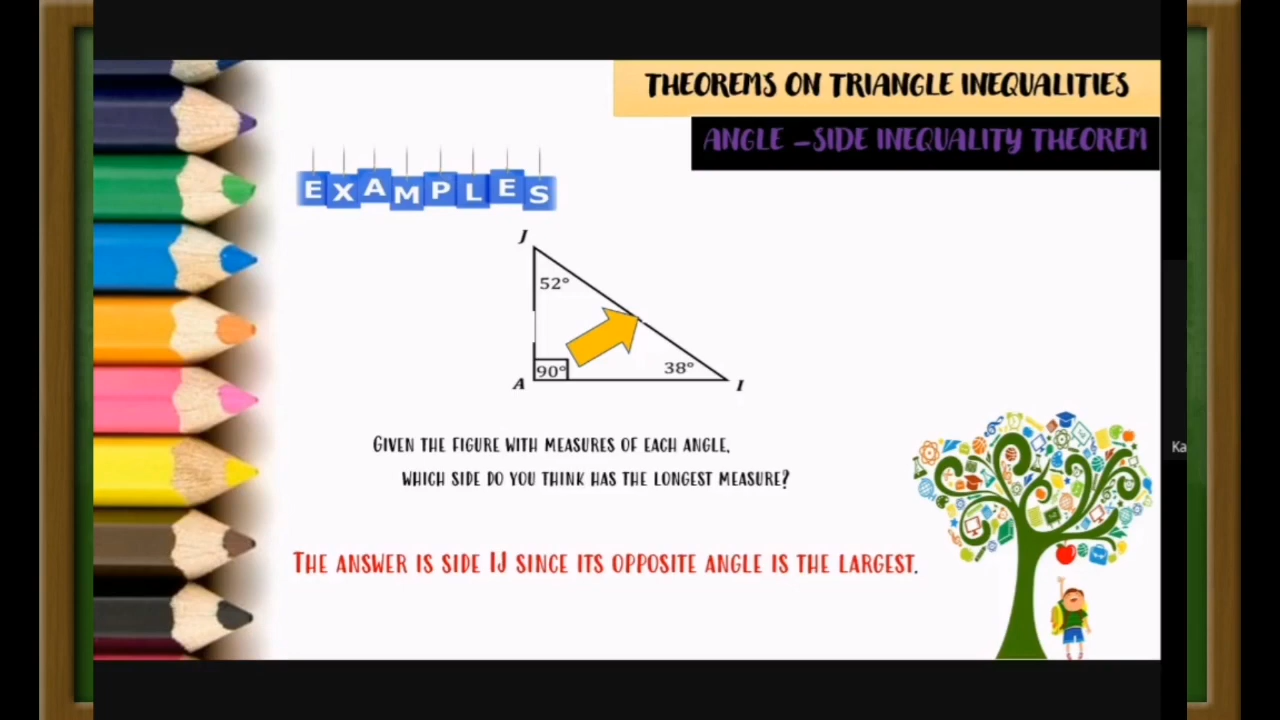 THEOREMS ON TRIANGLE INEQUALITIES
ANGLE –SIDE INEQUALITY THEOREM
EXAMPLES
J
52°
90°
38°
A
I
GIVEN THE FIGURE WITH MEASURES OF EACH ANGLE,
WHICH SIDE DO YOU THINK HAS THE LONGEST MEASURE?
Ka
THE ANSWER IS SIDE IJ SINCE ITS OPPOSITE ANGLE IS THE LARGEST.